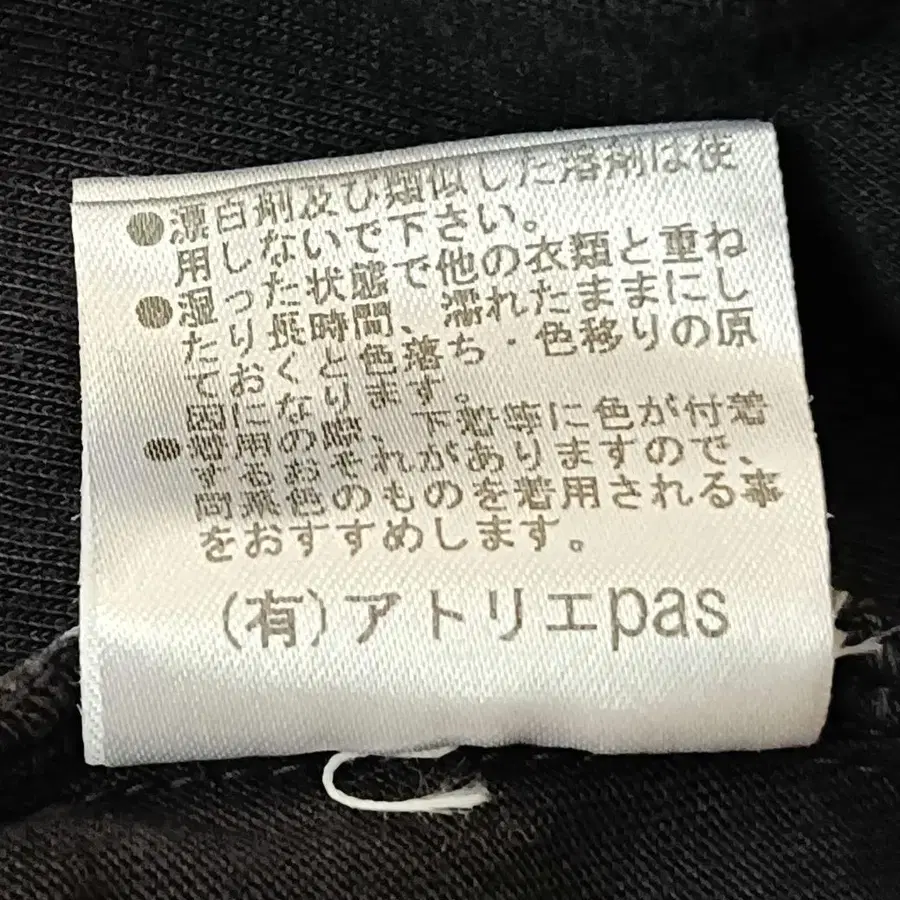 ●漂白剤及び類似した溶剤は使
用しないで下さい。
●湿った状態で他の衣類と重ね
たり長時間、濡れたままにし
ておくと色落ち・色移りの原
因になります。
●着用の際、下着等に色が付着
するおそれがありますので、
同系色のものを着用される事
をおすすめします。
(有)アトリエpas